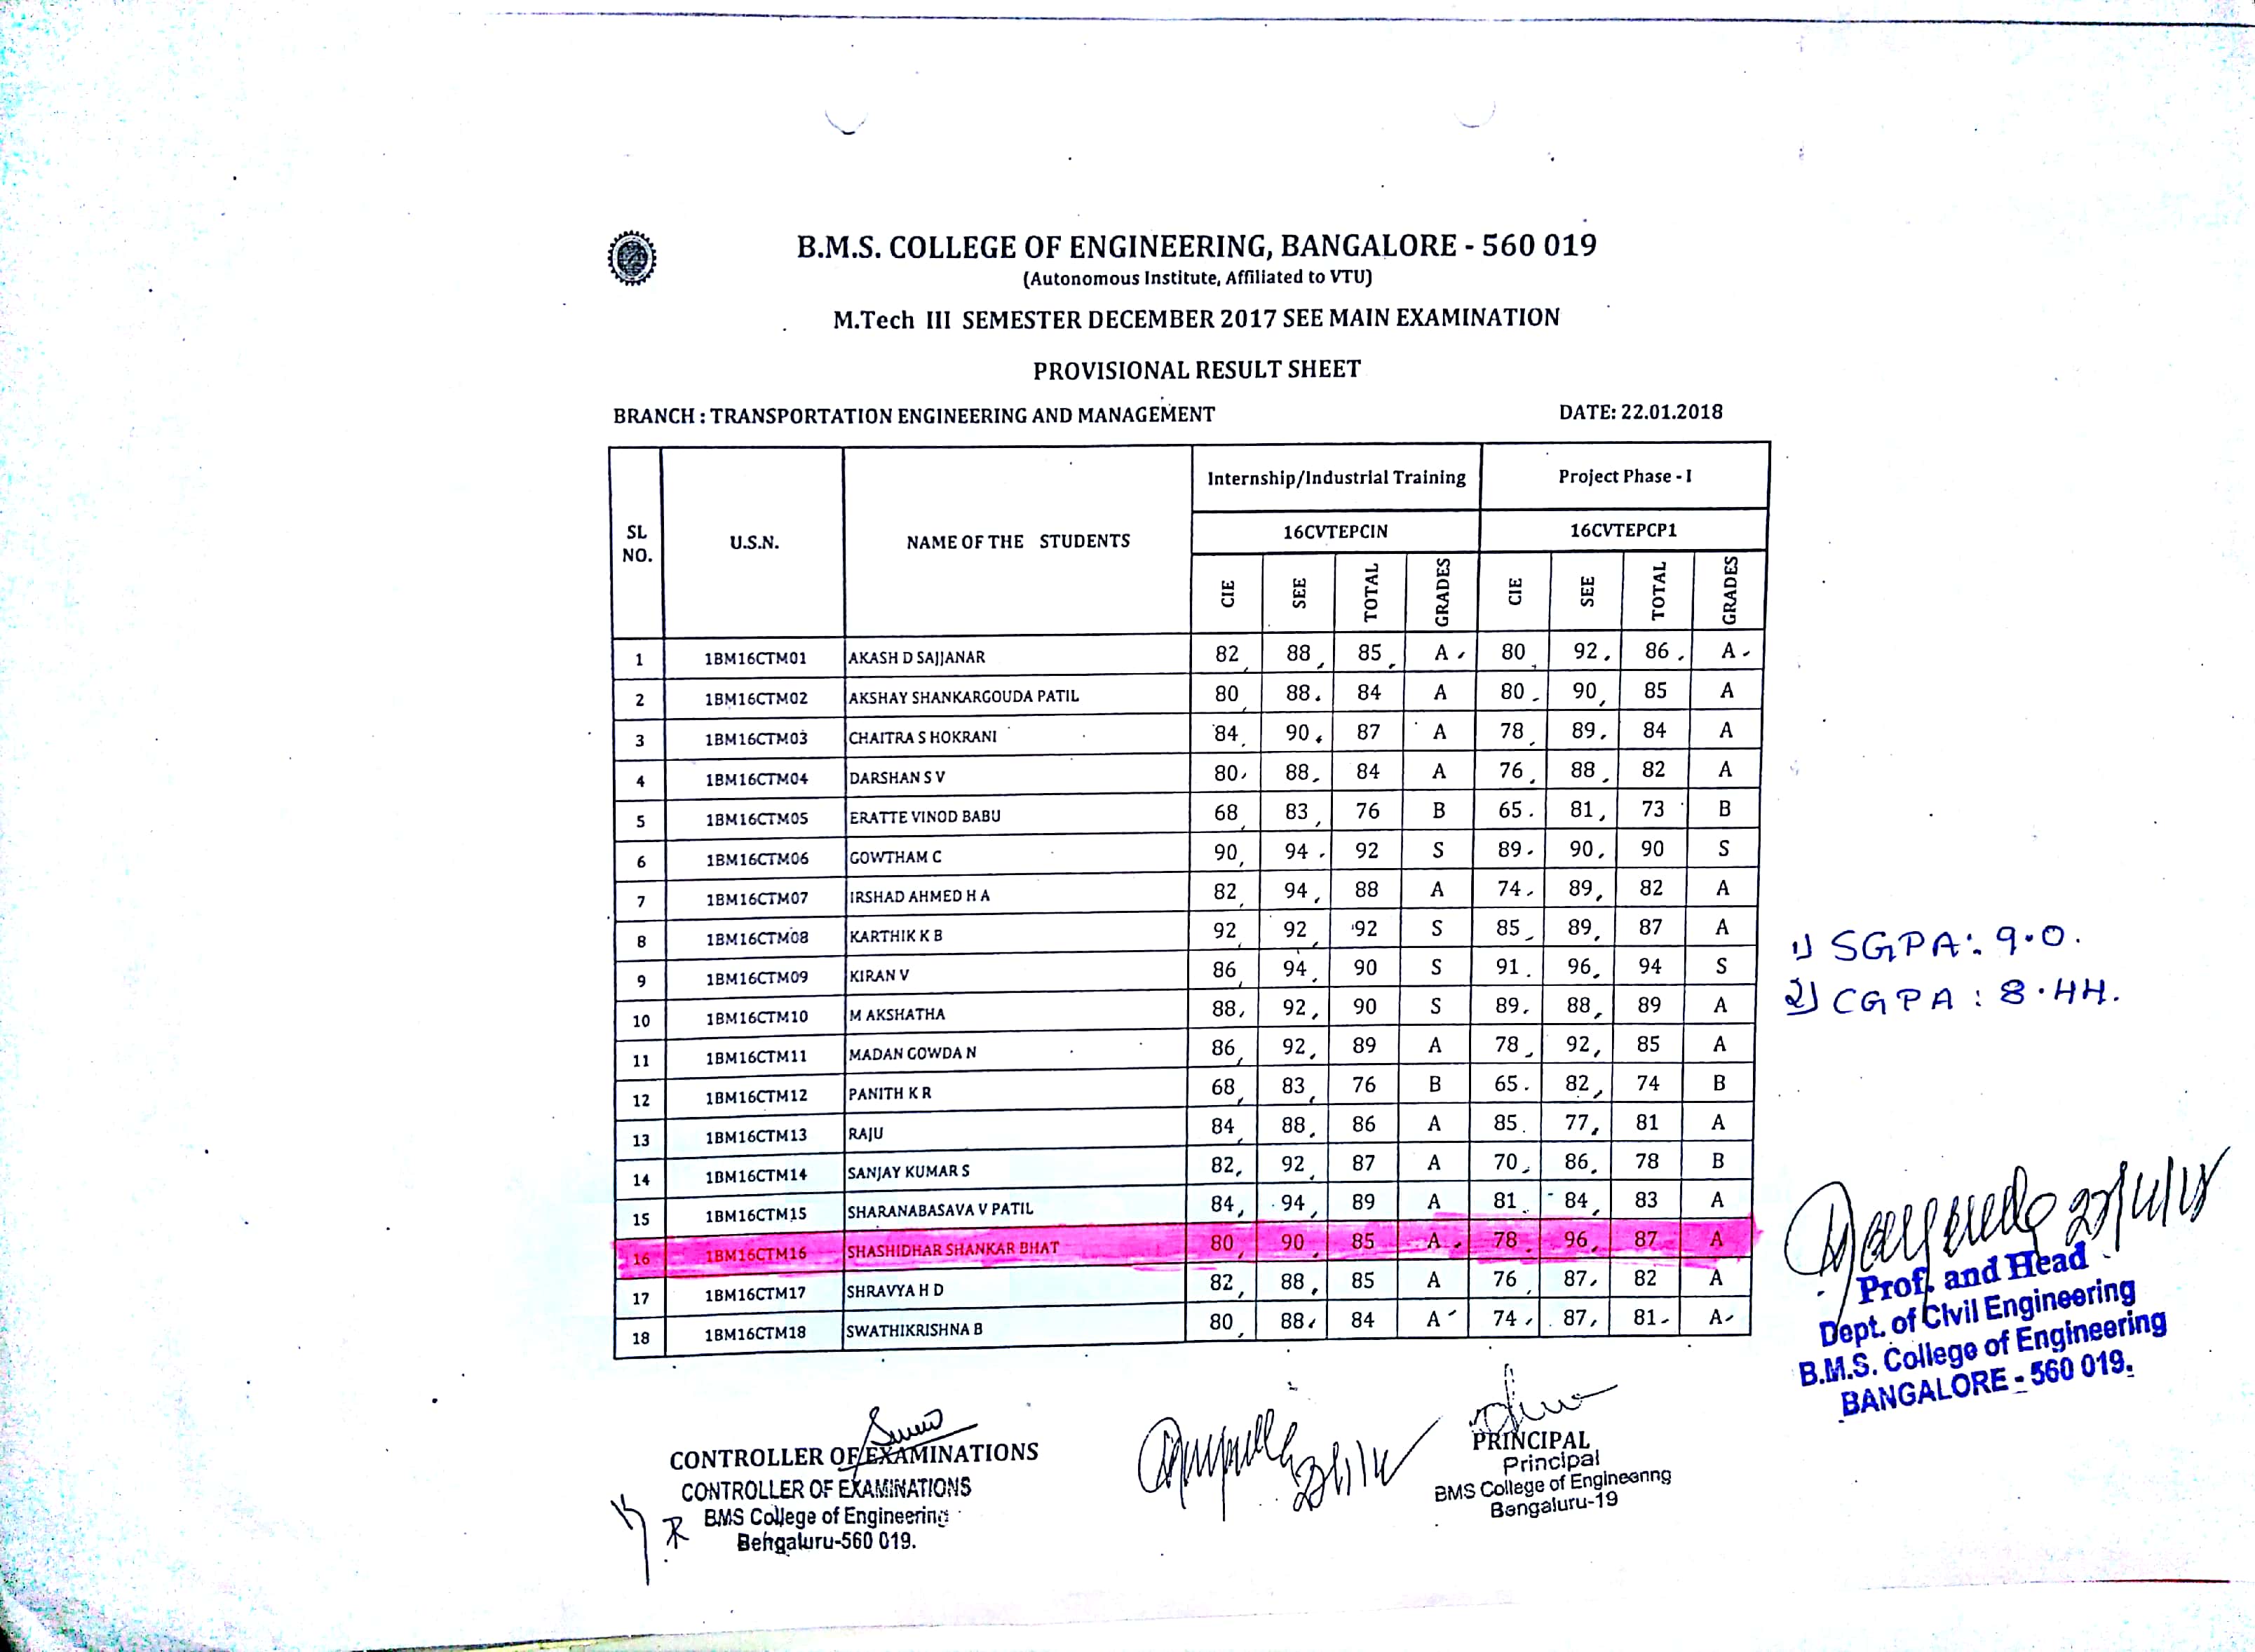 B.M.S. COLLEGE OF ENGINEERING, BANGALORE - 560 019
(Autonomous Institute, Affiliated to VTU)
M.Tech III SEMESTER DECEMBER 2017 SEE MAIN EXAMINATION
PROVISIONAL RESULT SHEET
BRANCH : TRANSPORTATION ENGINEERING AND MANAGEMENT DATE: 22.01.2018
SL NO. U.S.N. NAME OF THE STUDENTS Internship/Industrial Training Project Phase - I
16CVTEPCIN 16CVTEPCP1
CIE SEE TOTAL GRADES CIE SEE TOTAL GRADES
1 1BM16CTM01 AKASH D SAJJANAR 82 88 85 A 80 92 86 A
2 1BM16CTM02 AKSHAY SHANKARGOUDA PATIL 80 88 84 A 80 90 85 A
3 1BM16CTM03 CHAITRA S HOKRANI 84 90 87 A 78 89 84 A
4 1BM16CTM04 DARSHAN S V 80 88 84 A 76 88 82 A
5 1BM16CTM05 ERATTE VINOD BABU 68 83 76 B 65 81 73 B
6 1BM16CTM06 GOWTHAM C 90 94 92 S 89 90 90 S
7 1BM16CTM07 IRSHAD AHMED H A 82 94 88 A 74 89 82 A
8 1BM16CTM08 KARTHIK K B 92 92 92 S 85 89 87 A
9 1BM16CTM09 KIRAN V 86 94 90 S 91 96 94 S
10 1BM16CTM10 M AKSHATHA 88 92 90 S 89 88 89 A
11 1BM16CTM11 MADAN GOWDA N 86 92 89 A 78 92 85 A
12 1BM16CTM12 PANITH K R 68 83 76 B 65 82 74 B
13 1BM16CTM13 RAJU 84 88 86 A 85 77 81 A
14 1BM16CTM14 SANJAY KUMAR S 82 92 87 A 70 86 78 B
15 1BM16CTM15 SHARANABASAVA V PATIL 84 94 89 A 81 84 83 A
16 1BM16CTM16 SHASHIDHAR SHANKAR BHAT 80 90 85 A 78 96 87 A
17 1BM16CTM17 SHRAVYA H D 82 88 85 A 76 87 82 A
18 1BM16CTM18 SWATHIKRISHNA B 80 88 84 A 74 87 81 A
1) SGPA: 9.0.
2) CGPA : 8.44.
Prof. and Head
Dept. of Civil Engineering
B.M.S. College of Engineering
BANGALORE - 560 019.
CONTROLLER OF EXAMINATIONS
CONTROLLER OF EXAMINATIONS
BMS College of Engineering
Bengaluru-560 019.
PRINCIPAL
Principal
BMS College of Engineering
Bangaluru-19